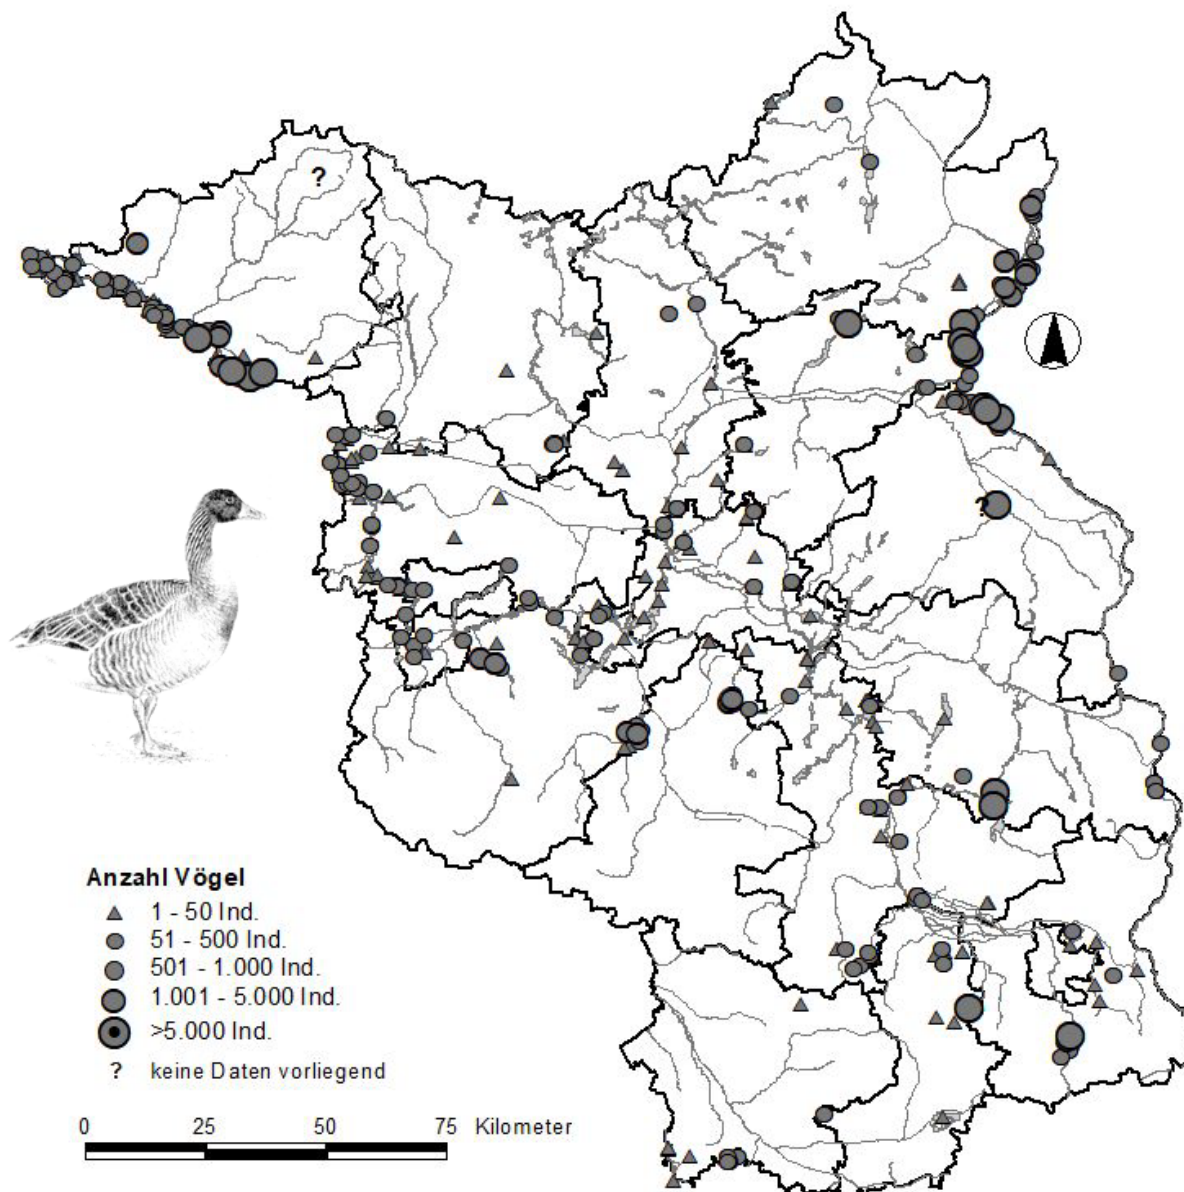 ?
?
Anzahl Vögel
1 - 50 Ind.
51 - 500 Ind.
501 - 1.000 Ind.
1.001 - 5.000 Ind.
>5.000 Ind.
? keine Daten vorliegend
0 25 50 75 Kilometer